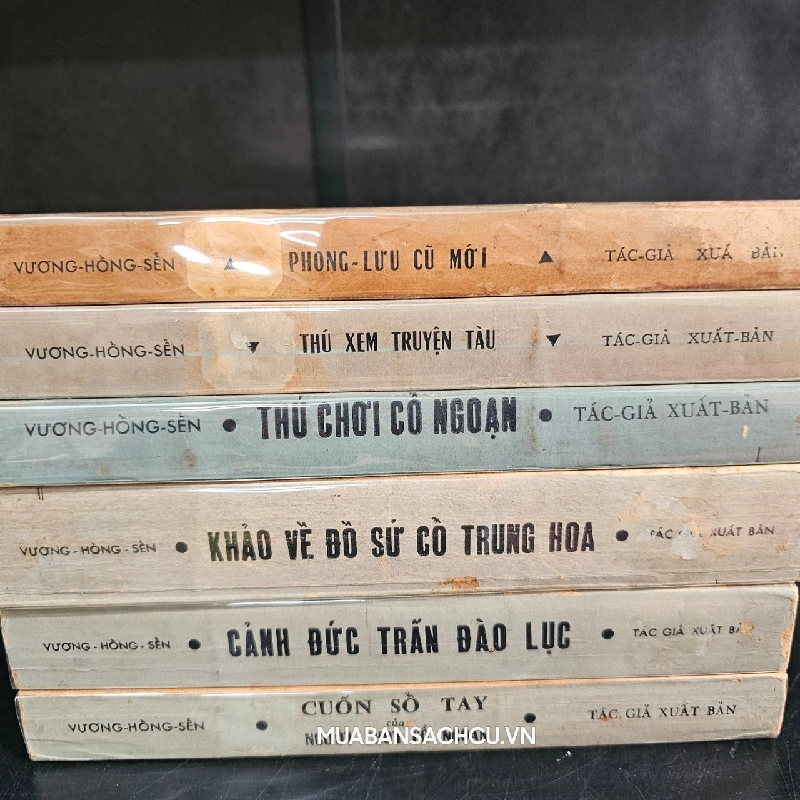 VƯƠNG-HỒNG-SỂN ▲ PHONG-LƯU CŨ MỚI ▲ TÁC-GIẢ XUẤ BẢN
VƯƠNG-HỒNG-SỂN ▼ THÚ XEM TRUYỆN TÀU ▼ TÁC-GIẢ XUẤT-BẢN
VƯƠNG-HỒNG-SỂN • THÚ CHƠI CỔ NGOẠN • TÁC-GIẢ XUẤT-BẢN
VƯƠNG-HỒNG-SỂN • KHẢO VỀ ĐỒ SỨ CỔ TRUNG HOA • XUẤT BẢN
VƯƠNG-HỒNG-SỂN • CẢNH ĐỨC TRẤN ĐÀO LỤC • TÁC GIẢ XUẤT
VƯƠNG-HỒNG-SỂN • CUỐN SỔ TAY • TÁC GIẢ XUẤT BẢN
của
MUABANSACHCU.VN